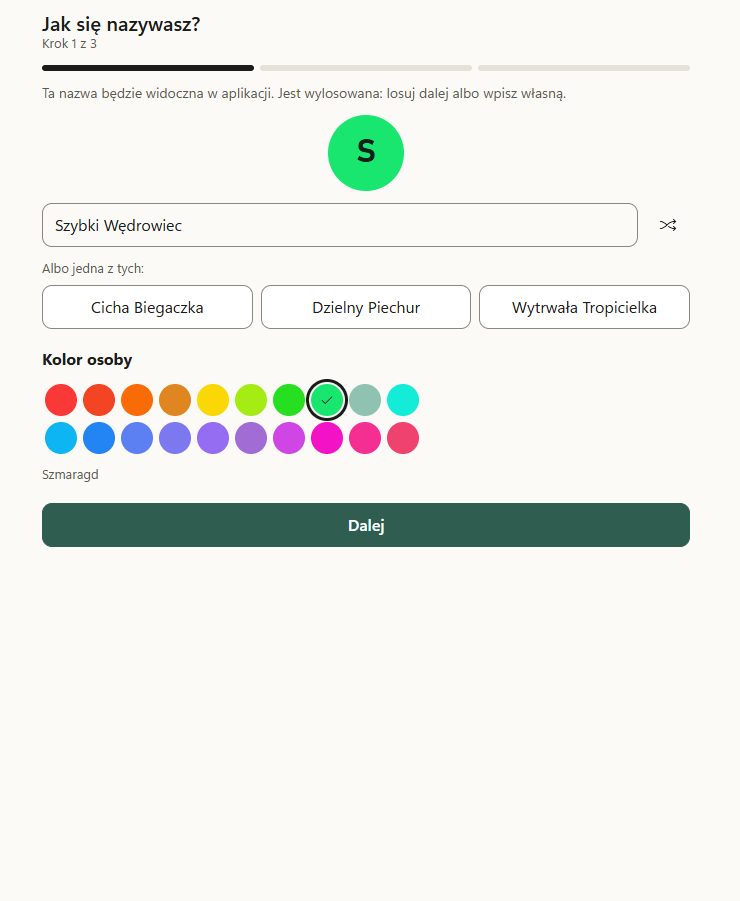 Jak się nazywasz?
Krok 1 z 3
Ta nazwa będzie widoczna w aplikacji. Jest wylosowana: losuj dalej albo wpisz własną.
S
Szybki Wędrowiec
Albo jedna z tych:
Cicha Biegaczka
Dzielny Piechur
Wytrwała Tropicielka
Kolor osoby
Szmaragd
Dalej